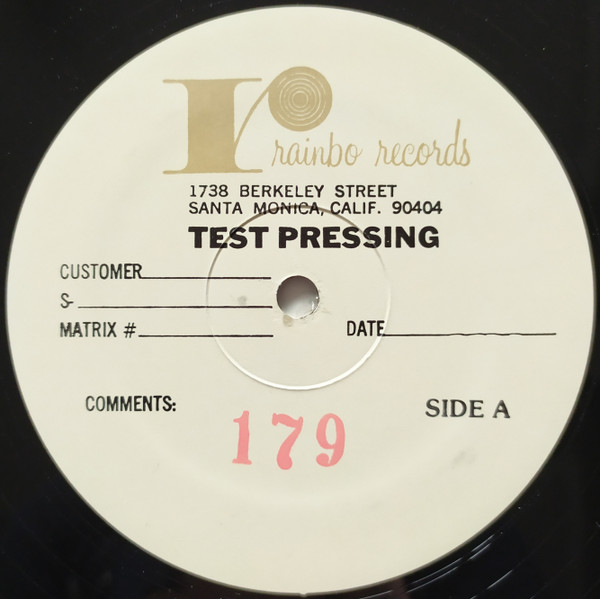 r rainbo records
1738 BERKELEY STREET
SANTA MONICA, CALIF. 90404
TEST PRESSING
CUSTOMER
S-
MATRIX #
DATE
COMMENTS:
SIDE A
179